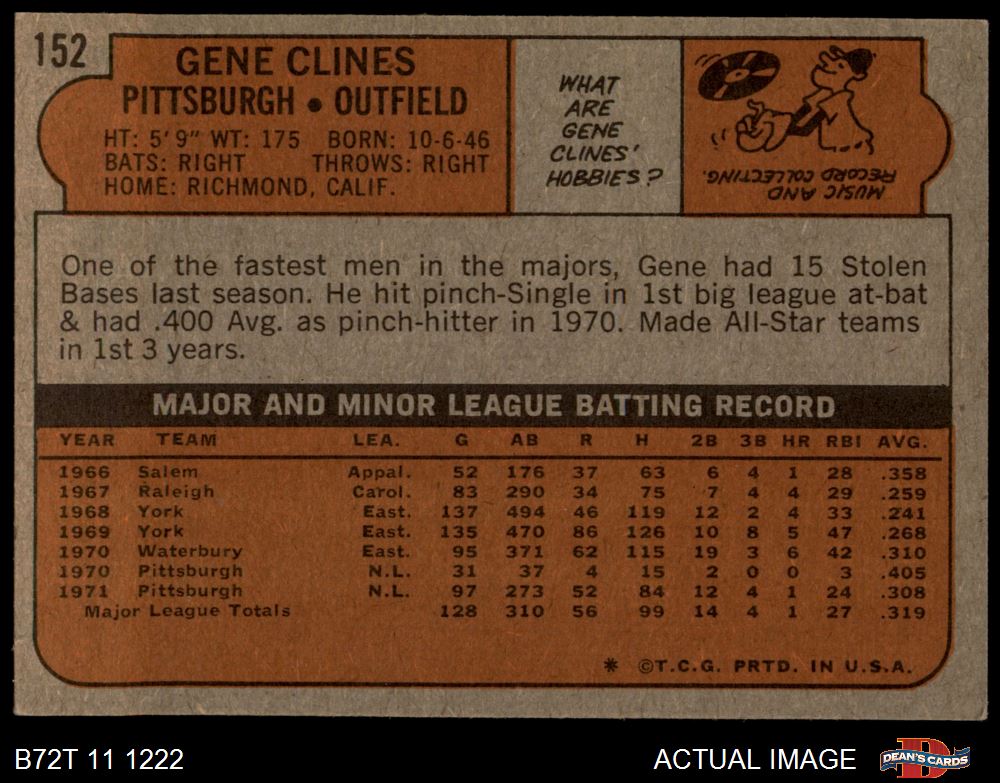 152
GENE CLINES
PITTSBURGH • OUTFIELD
HT: 5'9" WT: 175 BORN: 10-6-46
BATS: RIGHT THROWS: RIGHT
HOME: RICHMOND, CALIF.
WHAT
ARE
GENE
CLINES'
HOBBIES?
MUSIC AND
RECORD COLLECTING.
One of the fastest men in the majors, Gene had 15 Stolen
Bases last season. He hit pinch-Single in 1st big league at-bat
& had .400 Avg. as pinch-hitter in 1970. Made All-Star teams
in 1st 3 years.
MAJOR AND MINOR LEAGUE BATTING RECORD
YEAR TEAM LEA. G AB R H 2B 3B HR RBI AVG.
1966 Salem Appal. 52 176 37 63 6 4 1 28 .358
1967 Raleigh Carol. 83 290 34 75 7 4 4 29 .259
1968 York East. 137 494 46 119 12 2 4 33 .241
1969 York East. 135 470 86 126 10 8 5 47 .268
1970 Waterbury East. 95 371 62 115 19 3 6 42 .310
1970 Pittsburgh N.L. 31 37 4 15 2 0 0 3 .405
1971 Pittsburgh N.L. 97 273 52 84 12 4 1 24 .308
Major League Totals 128 310 56 99 14 4 1 27 .319
* ©T.C.G. PRTD. IN U.S.A.
B72T 11 1222
ACTUAL IMAGE
D
DEAN'S CARDS